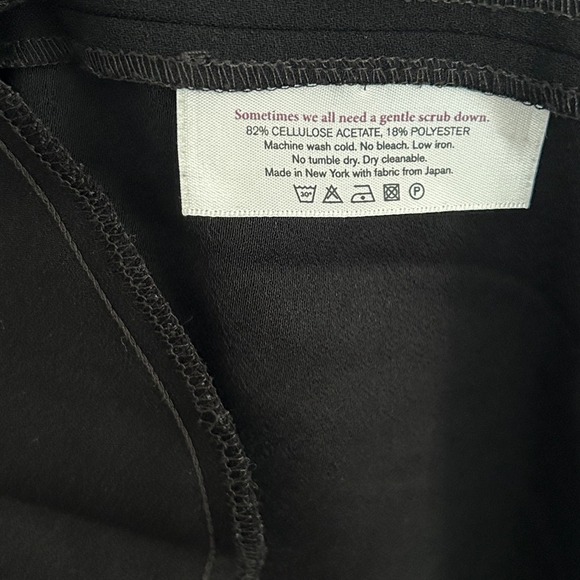 Sometimes we all need a gentle scrub down.
82% CELLULOSE ACETATE, 18% POLYESTER
Machine wash cold. No bleach. Low iron.
No tumble dry. Dry cleanable.
Made in New York with fabric from Japan.
30° P